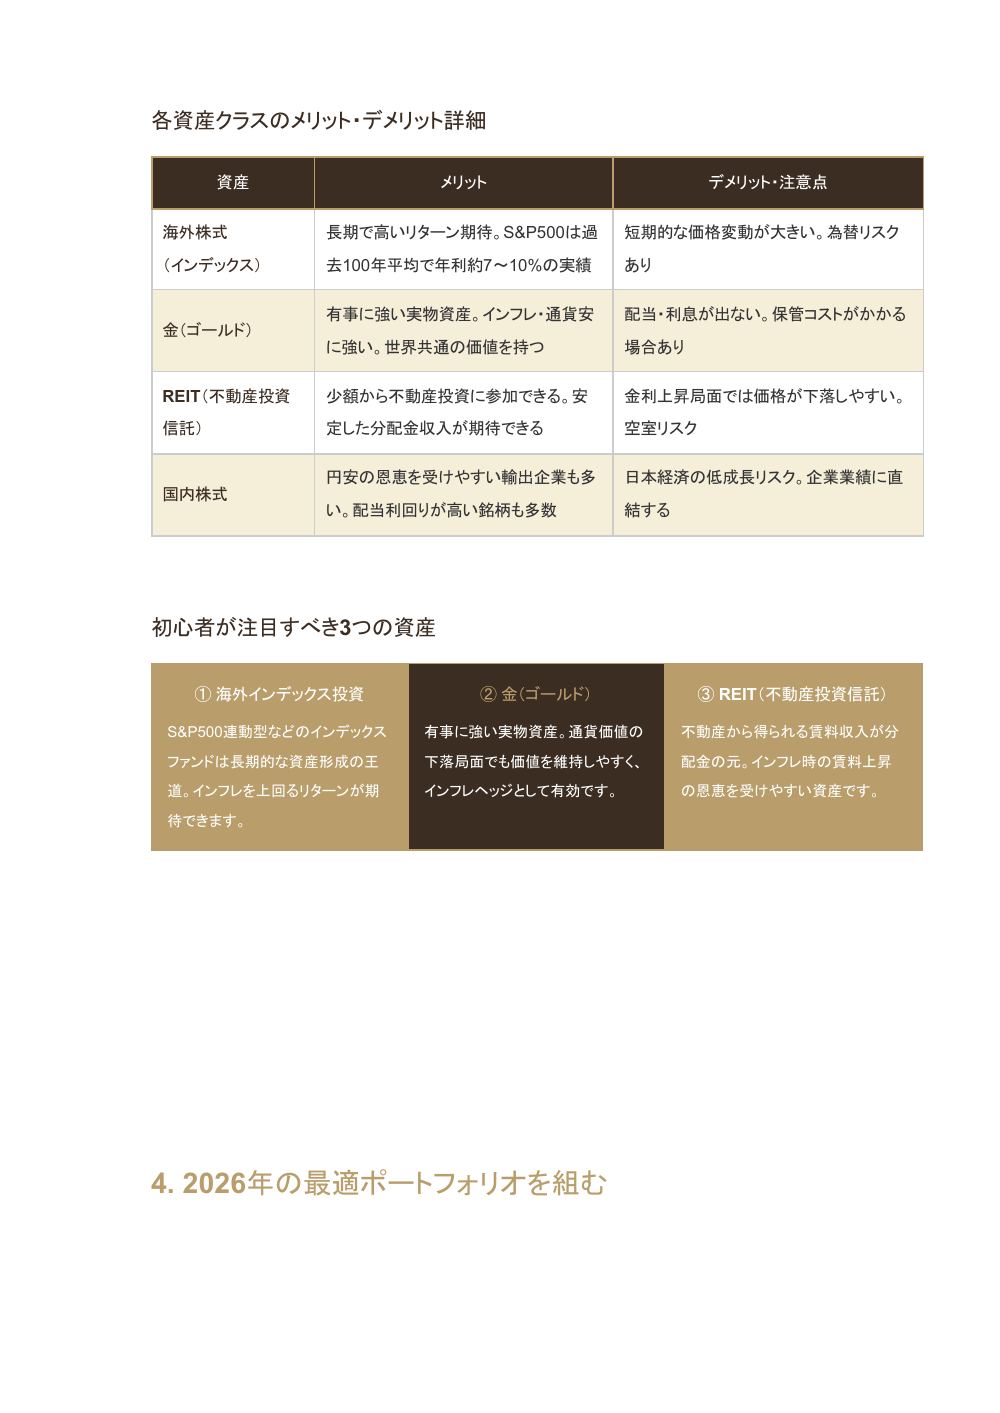 各資産クラスのメリット・デメリット詳細
資産
メリット
デメリット・注意点
海外株式
（インデックス）
長期で高いリターン期待。S&P500は過
去100年平均で年利約7〜10%の実績
短期的な価格変動が大きい。為替リスク
あり
金（ゴールド）
有事に強い実物資産。インフレ・通貨安
に強い。世界共通の価値を持つ
配当・利息が出ない。保管コストがかかる
場合あり
REIT（不動産投資
信託）
少額から不動産投資に参加できる。安
定した分配金収入が期待できる
金利上昇局面では価格が下落しやすい。
空室リスク
国内株式
円安の恩恵を受けやすい輸出企業も多
い。配当利回りが高い銘柄も多数
日本経済の低成長リスク。企業業績に直
結する
初心者が注目すべき3つの資産
① 海外インデックス投資
S&P500連動型などのインデックス
ファンドは長期的な資産形成の王
道。インフレを上回るリターンが期
待できます。
② 金（ゴールド）
有事に強い実物資産。通貨価値の
下落局面でも価値を維持しやすく、
インフレヘッジとして有効です。
③ REIT（不動産投資信託）
不動産から得られる賃料収入が分
配金の元。インフレ時の賃料上昇
の恩恵を受けやすい資産です。
4. 2026年の最適ポートフォリオを組む